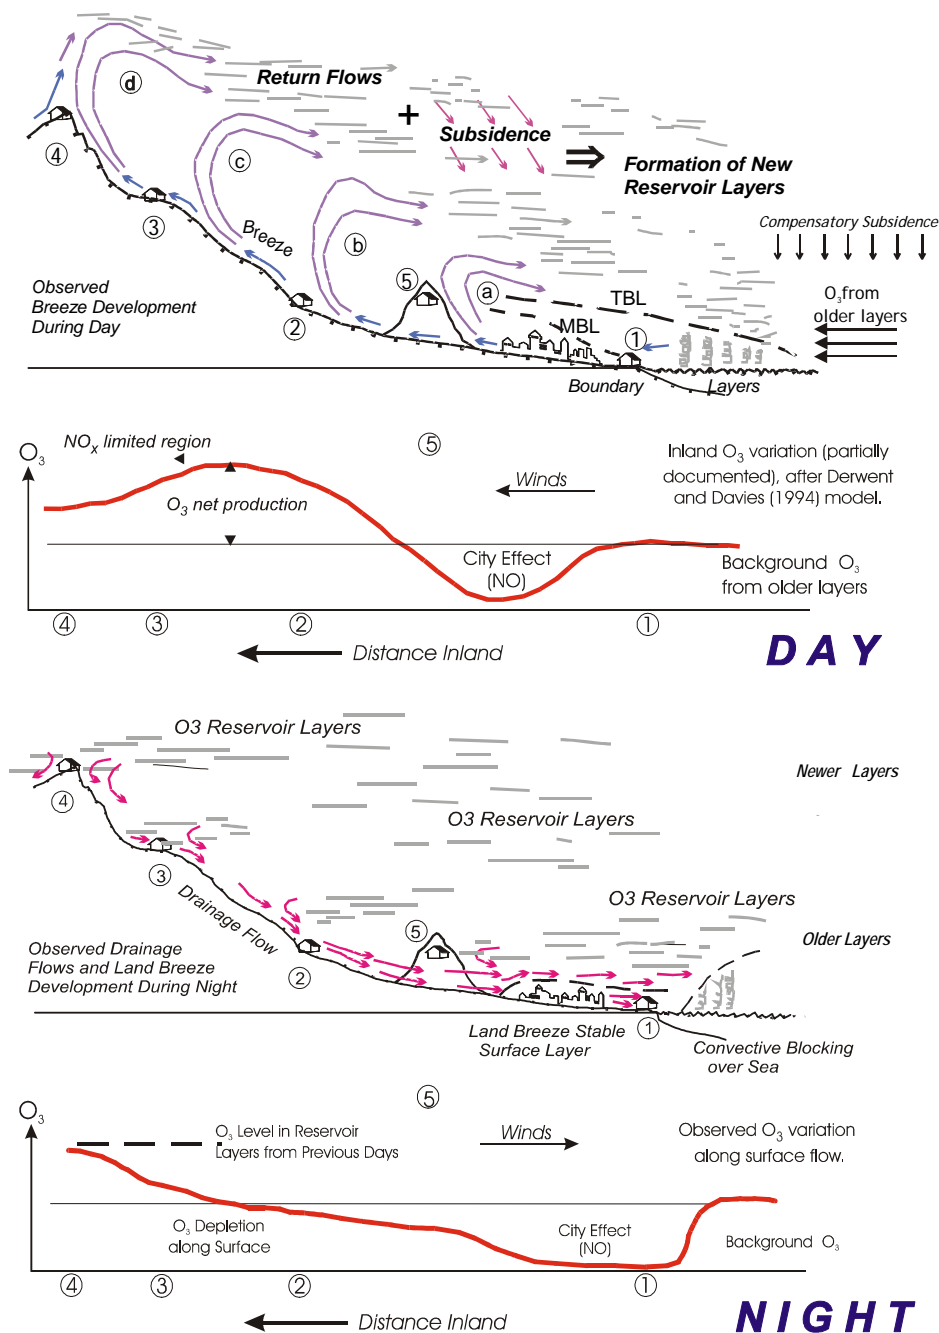 d
Return Flows
+
Subsidence
⇒
Formation of New
Reservoir Layers
4
c
3
Breeze
b
Compensatory Subsidence
Observed
Breeze Development
During Day
2
5
a
TBL
MBL
1
O3 from
older layers
Boundary Layers
O3
NOx limited region
5
Inland O3 variation (partially
documented), after Derwent
and Davies (1994) model.
Winds
O3 net production
City Effect
(NO)
Background O3
from older layers
4 3 2 1
Distance Inland
DAY
O3 Reservoir Layers
Newer Layers
4
O3 Reservoir Layers
3
Drainage Flow
O3 Reservoir Layers
5
Older Layers
Observed Drainage
Flows and Land Breeze
Development During Night
2
1
Land Breeze Stable
Surface Layer
Convective Blocking
over Sea
5
O3
O3 Level in Reservoir
Layers from Previous Days
Winds
Observed O3 variation
along surface flow.
O3 Depletion
along Surface
City Effect
(NO)
Background O3
4 3 2 1
Distance Inland
NIGHT